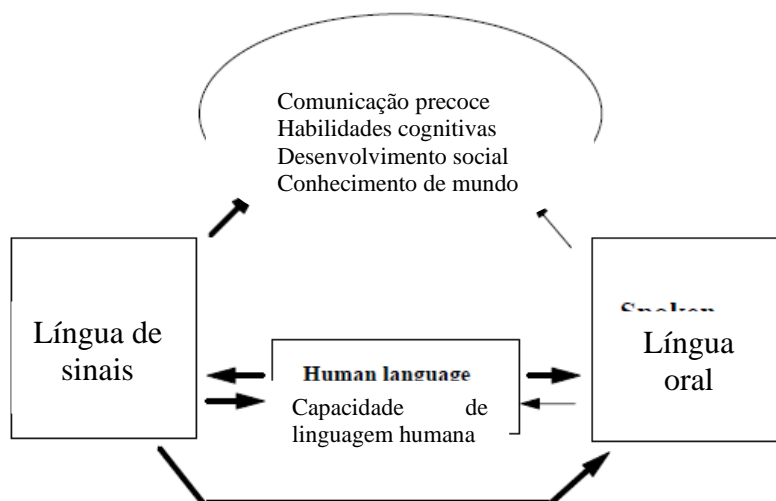 Comunicação precoce
Habilidades cognitivas
Desenvolvimento social
Conhecimento de mundo
Língua de
sinais
Human language
Capacidade de
linguagem humana
Spoken
Língua
oral